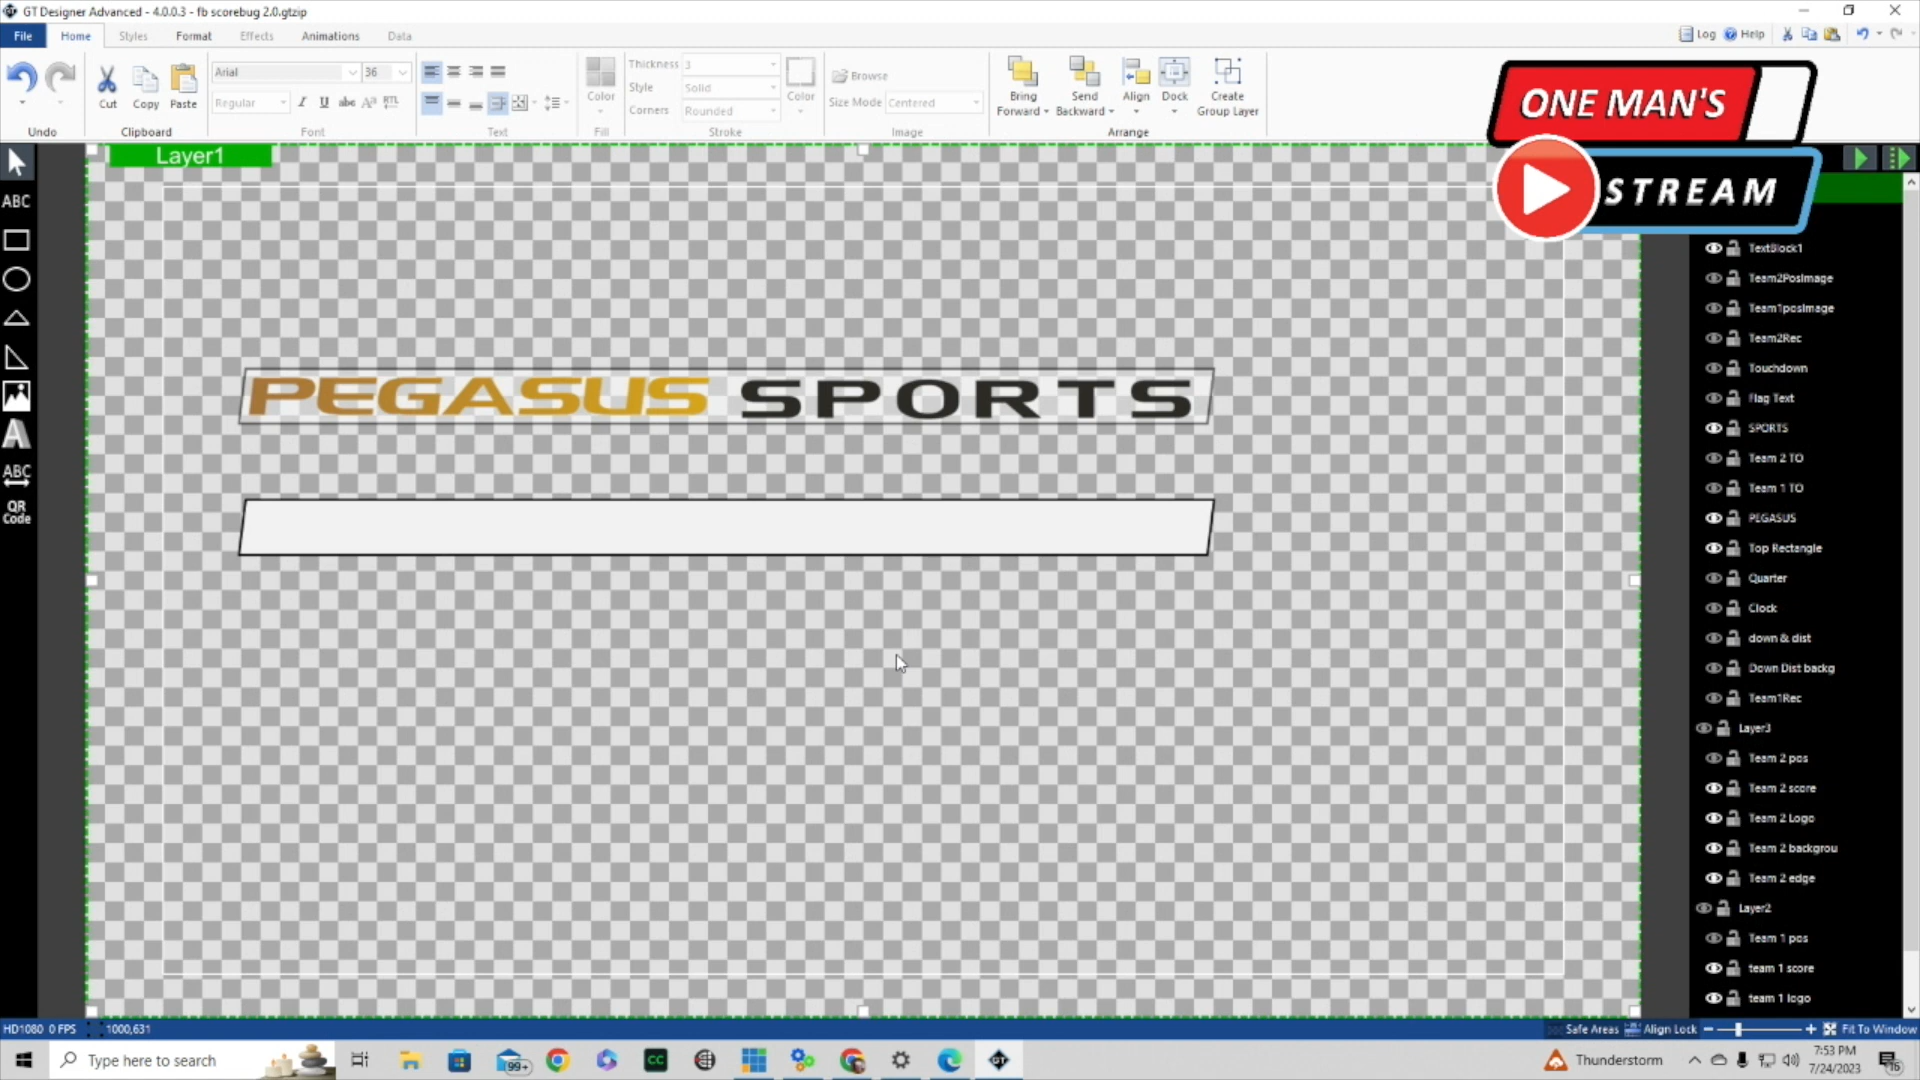 GT Designer Advanced - 4.0.0.3 - fb scorebug 2.0.gtzip
File Home Styles Format Effects Animations Data
Log Help
Arial 36
Regular
Cut Copy Paste
Color
Thickness 3
Style Solid
Corners Rounded
Color
Browse
Size Mode Centered
Bring Forward
Send Backward
Align
Dock
Create Group Layer
Undo Clipboard Font Text Fill Stroke Image Arrange
ONE MAN'S
STREAM
Layer1
ABC
A
ABC
QR Code
PEGASUS SPORTS
TextBlock1
Team2PosImage
Team1posImage
Team2Rec
Touchdown
Flag Text
SPORTS
Team 2 TO
Team 1 TO
PEGASUS
Top Rectangle
Quarter
Clock
down & dist
Down Dist backg
Team1Rec
Layer3
Team 2 pos
Team 2 score
Team 2 Logo
Team 2 backgrou
Team 2 edge
Layer2
Team 1 pos
team 1 score
team 1 logo
HD1080 0 FPS 1000,631
Safe Areas Align Lock Fit To Window
Type here to search
99+
CC
GT
Thunderstorm
7:53 PM
7/24/2023
16